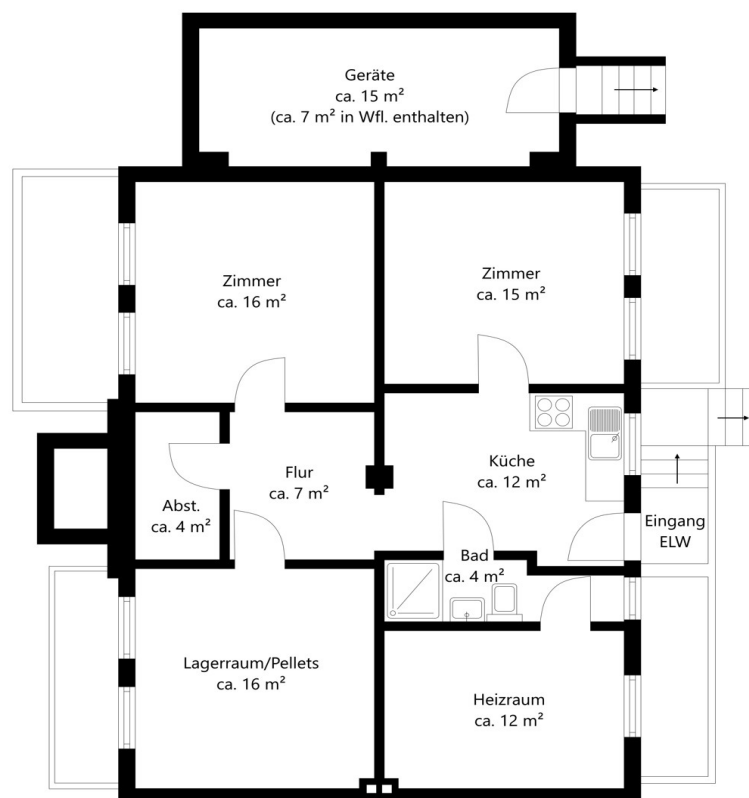 Geräte
ca. 15 m²
(ca. 7 m² in Wfl. enthalten)
Zimmer
ca. 16 m²
Zimmer
ca. 15 m²
Flur
ca. 7 m²
Küche
ca. 12 m²
Abst.
ca. 4 m²
Eingang
ELW
Bad
ca. 4 m²
Lagerraum/Pellets
ca. 16 m²
Heizraum
ca. 12 m²